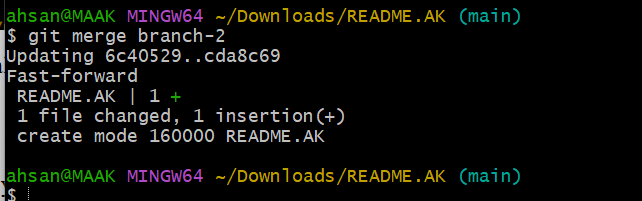 ahsan@MAAK MINGW64 ~/Downloads/README.AK (main)
$ git merge branch-2
Updating 6c40529..cda8c69
Fast-forward
 README.AK | 1 +
 1 file changed, 1 insertion(+)
 create mode 160000 README.AK
ahsan@MAAK MINGW64 ~/Downloads/README.AK (main)
$